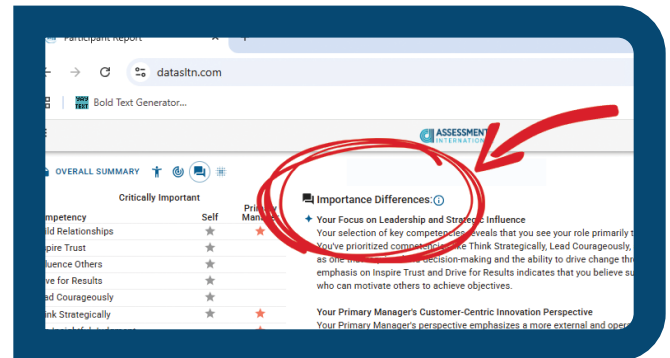 Participant Report
datasltn.com
Bold Text Generator...
ASSESSMENT
INTERNATION
OVERALL SUMMARY
Critically Important
Importance Differences:
mpetency Self Primary
Manager
ild Relationships
Your Focus on Leadership and Strategic Influence
Your selection of key competencies reveals that you see your role primarily t
spire Trust
You've prioritized competencies like Think Strategically, Lead Courageously,
luence Others
as one that decision-making and the ability to drive change thr
ve for Results
emphasis on Inspire Trust and Drive for Results indicates that you believe su
ad Courageously
who can motivate others to achieve objectives.
ink Strategically
Your Primary Manager's Customer-Centric Innovation Perspective
Your Primary Manager's perspective emphasizes a more external and opera